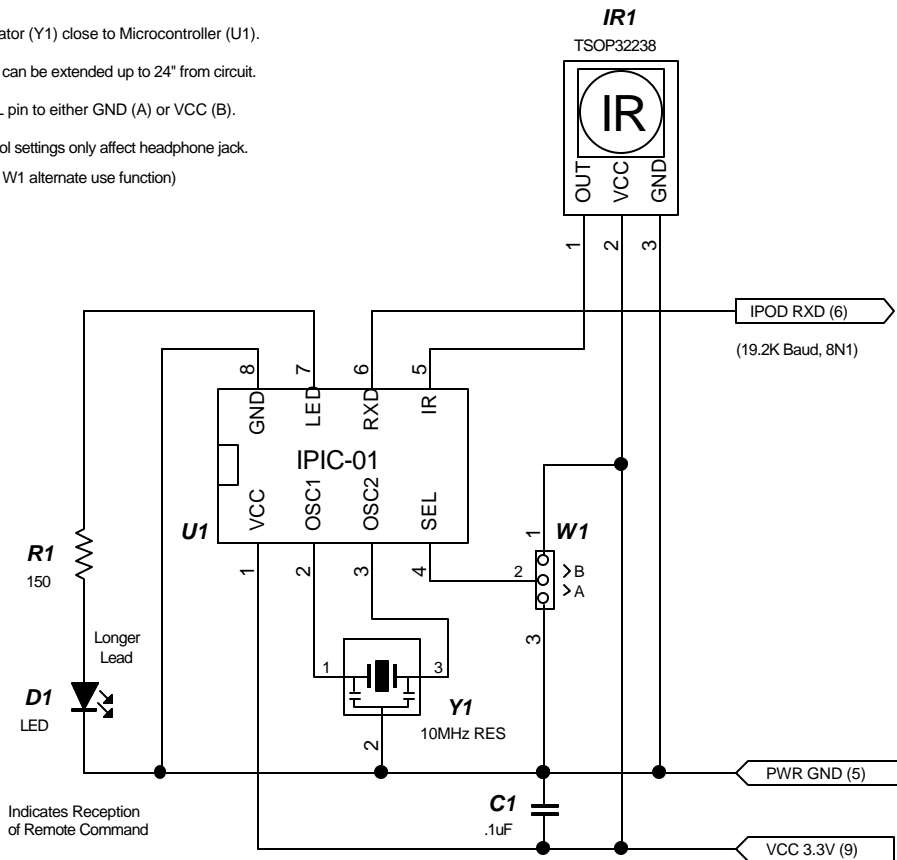 IR1
TSOP32238
ator (Y1) close to Microcontroller (U1).
can be extended up to 24" from circuit.
L pin to either GND (A) or VCC (B).
ol settings only affect headphone jack.
W1 alternate use function)
IR
OUT
VCC
GND
1
2
3
IPOD RXD (6)
(19.2K Baud, 8N1)
8
7
6
5
GND
LED
RXD
IR
IPIC-01
VCC
OSC1
OSC2
SEL
U1
1
2
3
4
R1
150
1
W1
2
B
A
3
Longer
Lead
D1
LED
1
3
Y1
10MHz RES
2
PWR GND (5)
Indicates Reception
of Remote Command
C1
.1uF
VCC 3.3V (9)